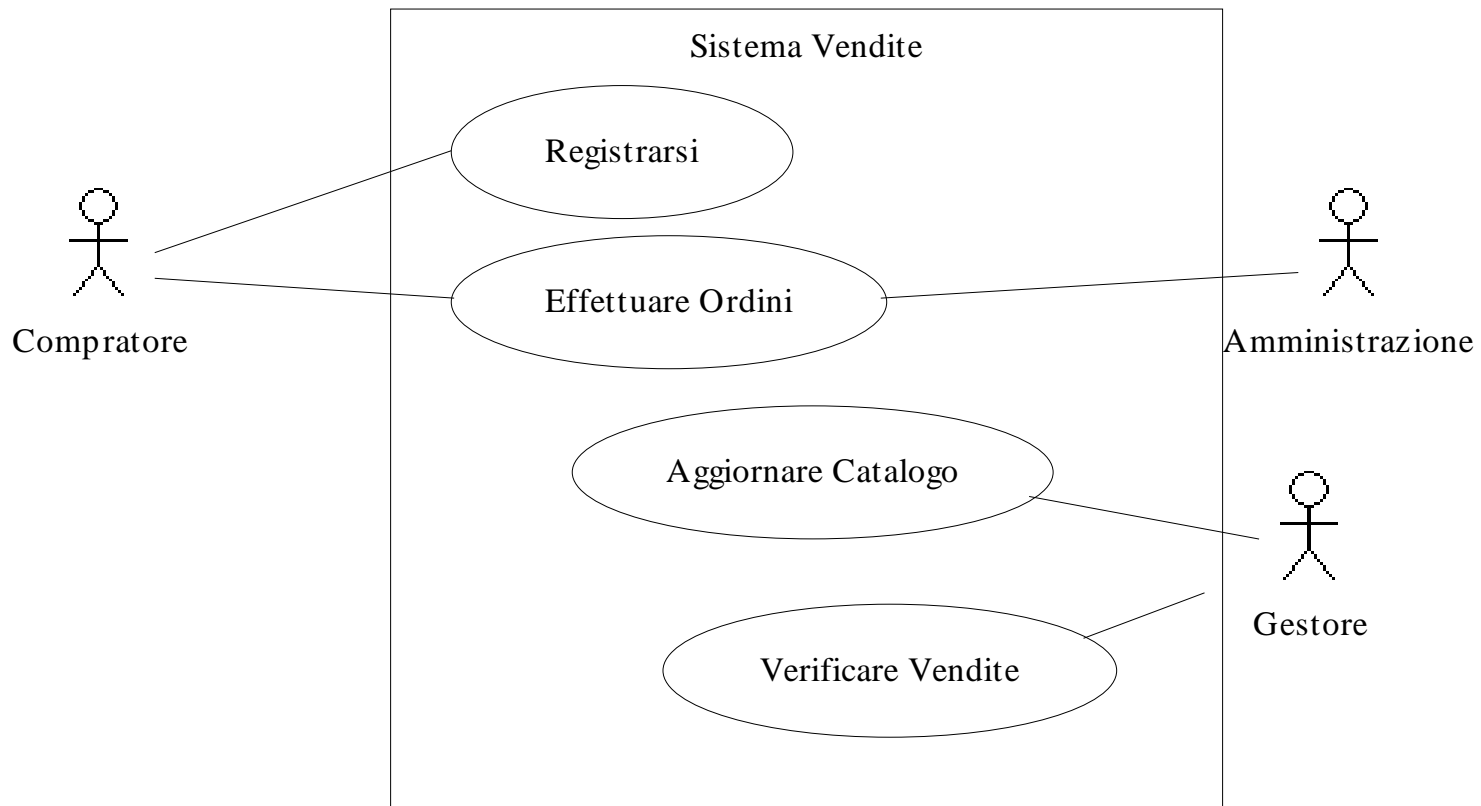 Sistema Vendite
Registrarsi
Effettuare Ordini
Compratore
Amministrazione
Aggiornare Catalogo
Gestore
Verificare Vendite